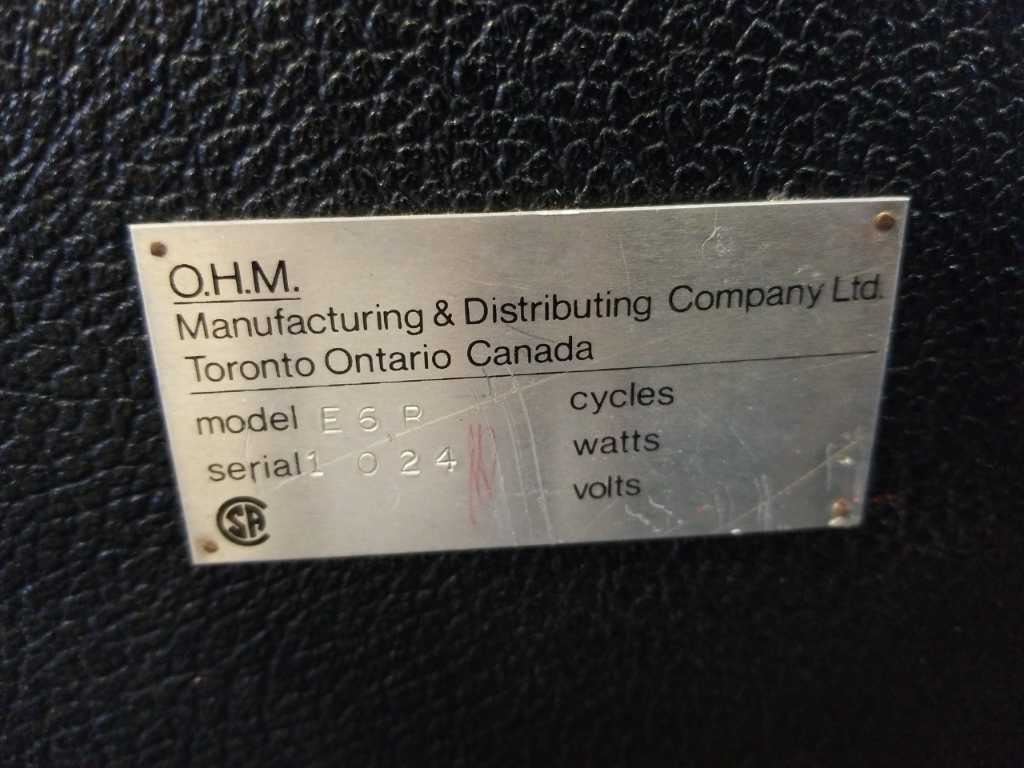 O.H.M.
Manufacturing & Distributing Company Ltd.
Toronto Ontario Canada
model E 6 R
serial 1 0 2 4
cycles
watts
volts
SA